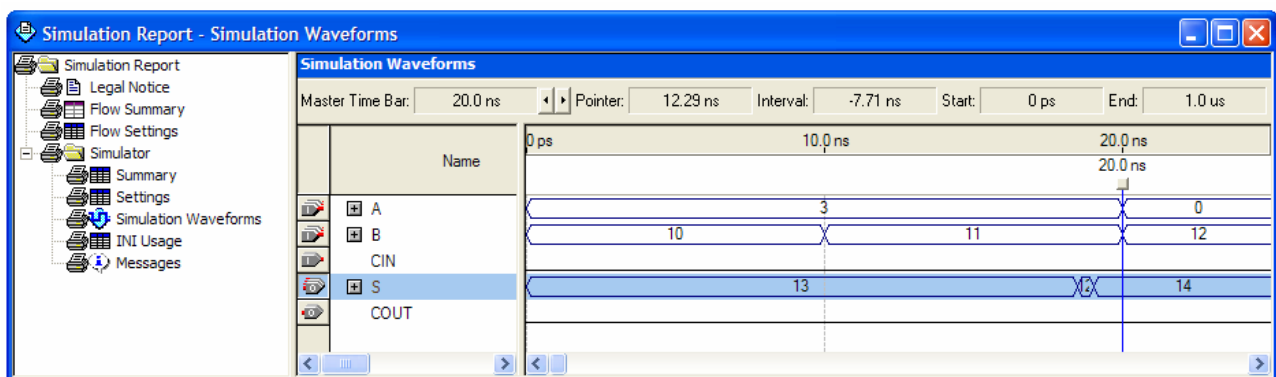 Simulation Report - Simulation Waveforms
Simulation Report
Legal Notice
Flow Summary
Flow Settings
Simulator
Summary
Settings
Simulation Waveforms
INI Usage
Messages
Simulation Waveforms
Master Time Bar: 20.0 ns Pointer: 12.29 ns Interval: -7.71 ns Start: 0 ps End: 1.0 us
Name
0 ps 10.0 ns 20.0 ns
20.0 ns
A 3 0
B 10 11 12
CIN
S 13 14
COUT